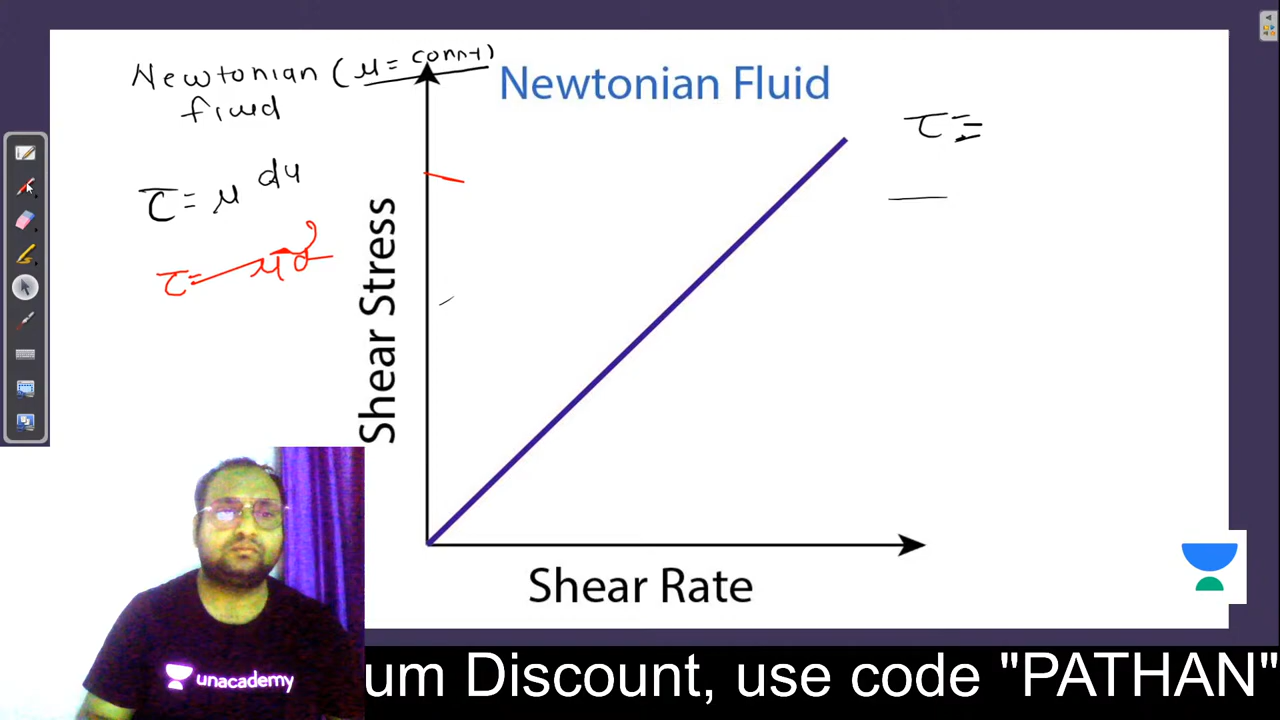 Newtonian (μ = const)
fluid
Newtonian Fluid
τ =
τ = μ du
τ = μ d
Shear Stress
Shear Rate
unacademy
um Discount, use code "PATHAN"